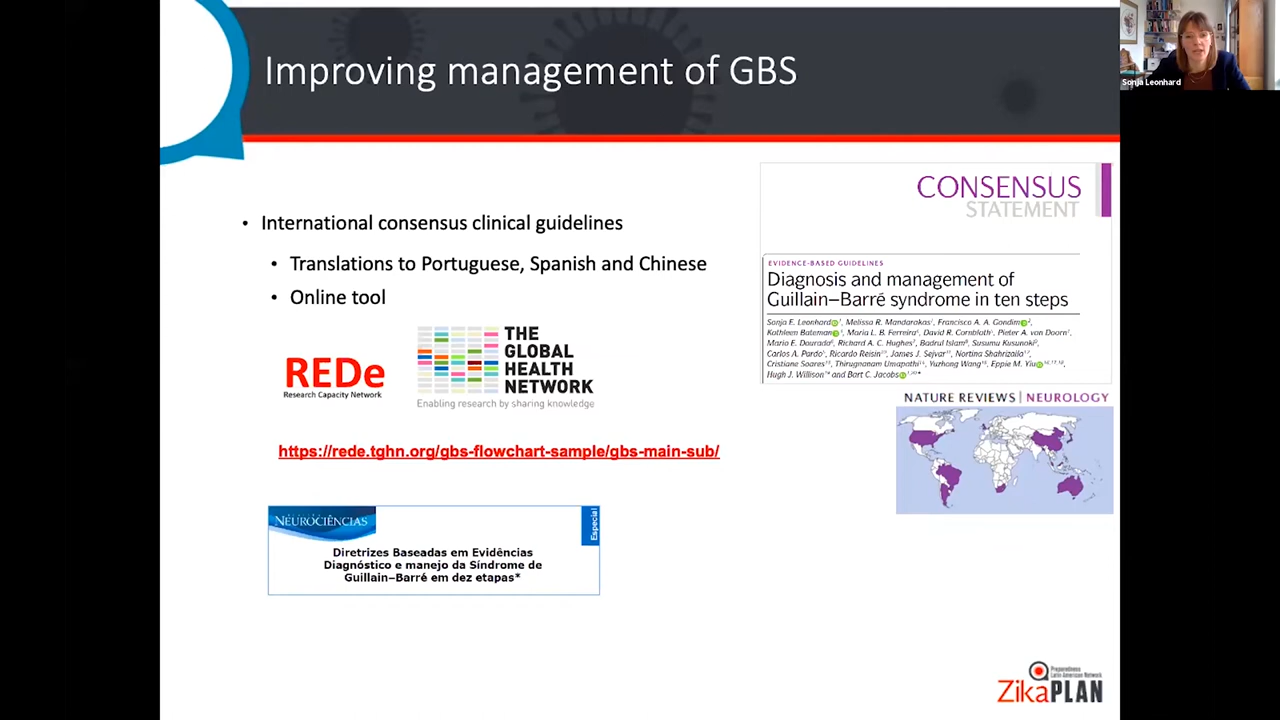 Improving management of GBS
Sonja Leonhard
• International consensus clinical guidelines
• Translations to Portuguese, Spanish and Chinese
• Online tool
REDe
Research Capacity Network
THE
GLOBAL
HEALTH
NETWORK
Enabling research by sharing knowledge
https://rede.tghn.org/gbs-flowchart-sample/gbs-main-sub/
NEUROCIÊNCIAS
Especial
Diretrizes Baseadas em Evidências
Diagnóstico e manejo da Síndrome de
Guillain–Barré em dez etapas*
CONSENSUS
STATEMENT
EVIDENCE-BASED GUIDELINES
Diagnosis and management of
Guillain–Barré syndrome in ten steps
Sonja E. Leonhard, Melissa R. Mandarakas, Francisco A. A. Gondim,
Kathleen Bateman, Maria L. B. Ferreira, David R. Cornblath, Pieter A. van Doorn,
Mario E. Dourado, Richard A. C. Hughes, Badrul Islam, Susumu Kusunoki,
Carlos A. Pardo, Ricardo Reisin, James J. Sejvar, Nortina Shahrizaila,
Cristiane Soares, Thirugnanam Umapathi, Yuzhong Wang, Eppie M. Yiu
Hugh J. Willison and Bart C. Jacobs
NATURE REVIEWS | NEUROLOGY
Preparedness
Latin American Network
ZikaPLAN